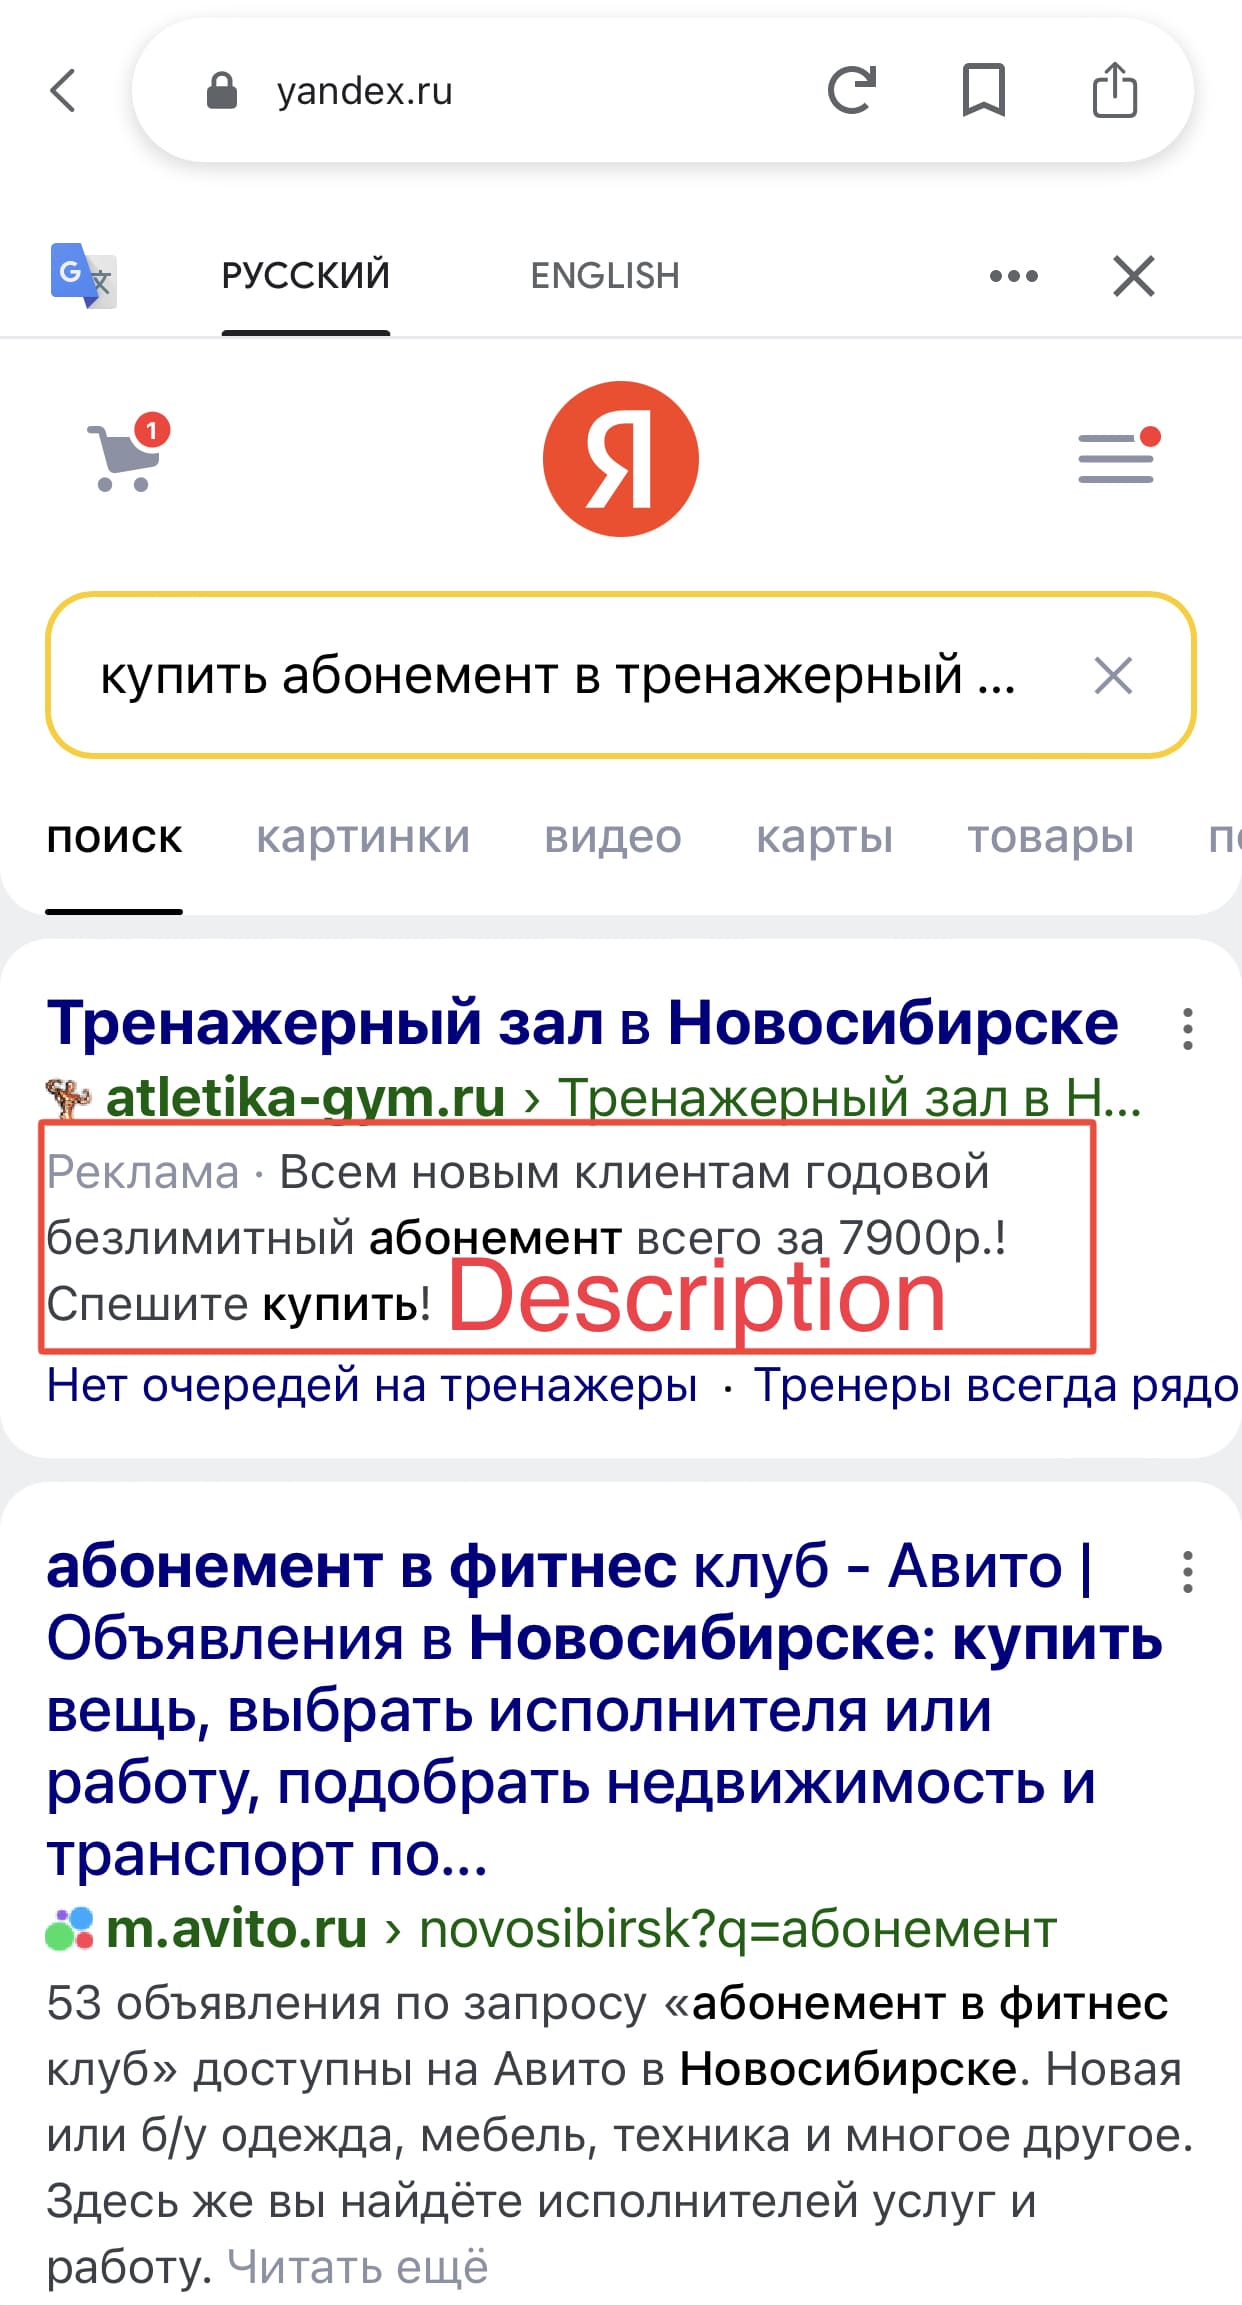 yandex.ru
G 文
РУССКИЙ ENGLISH
1
Я
купить абонемент в тренажерный ...
поиск картинки видео карты товары
Тренажерный зал в Новосибирске
atletika-gym.ru › Тренажерный зал в Н...
Реклама · Всем новым клиентам годовой
безлимитный абонемент всего за 7900р.!
Спешите купить!
Description
Нет очередей на тренажеры · Тренеры всегда рядо
абонемент в фитнес клуб - Авито |
Объявления в Новосибирске: купить
вещь, выбрать исполнителя или
работу, подобрать недвижимость и
транспорт по...
m.avito.ru › novosibirsk?q=абонемент
53 объявления по запросу «абонемент в фитнес
клуб» доступны на Авито в Новосибирске. Новая
или б/у одежда, мебель, техника и многое другое.
Здесь же вы найдёте исполнителей услуг и
работу. Читать ещё